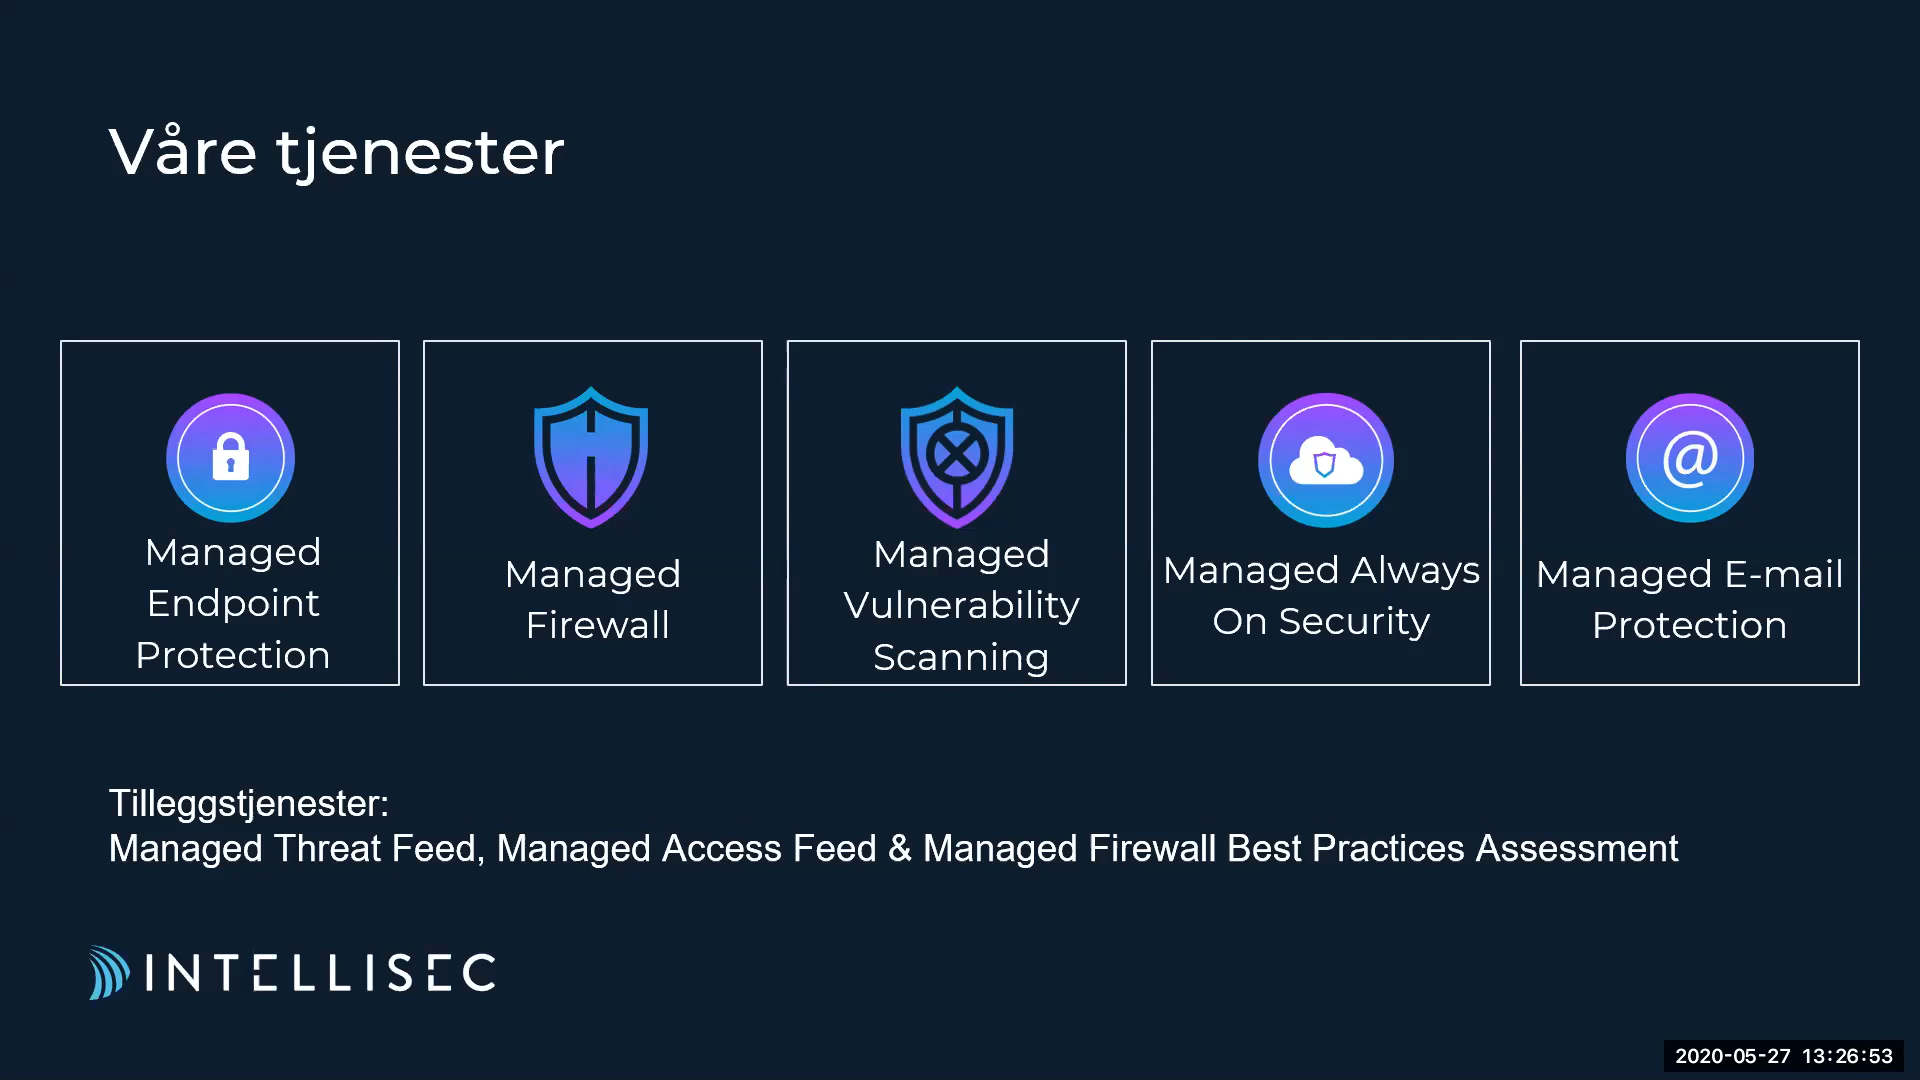 Våre tjenester
Managed
Endpoint
Protection
Managed
Firewall
Managed
Vulnerability
Scanning
Managed Always
On Security
@
Managed E-mail
Protection
Tilleggstjenester:
Managed Threat Feed, Managed Access Feed & Managed Firewall Best Practices Assessment
INTELLISEC
2020-05-27 13:26:53